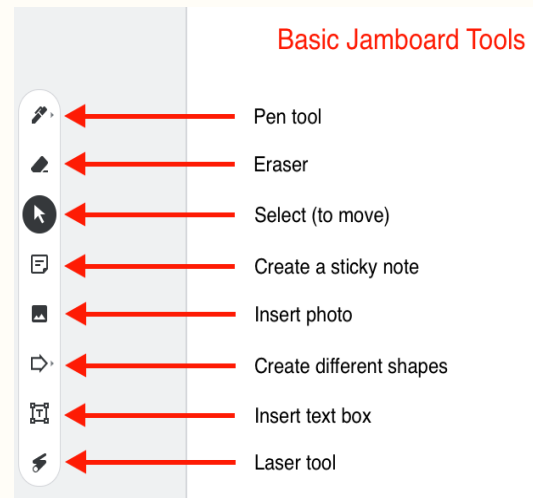 Basic Jamboard Tools
Pen tool
Eraser
Select (to move)
Create a sticky note
Insert photo
Create different shapes
Insert text box
Laser tool